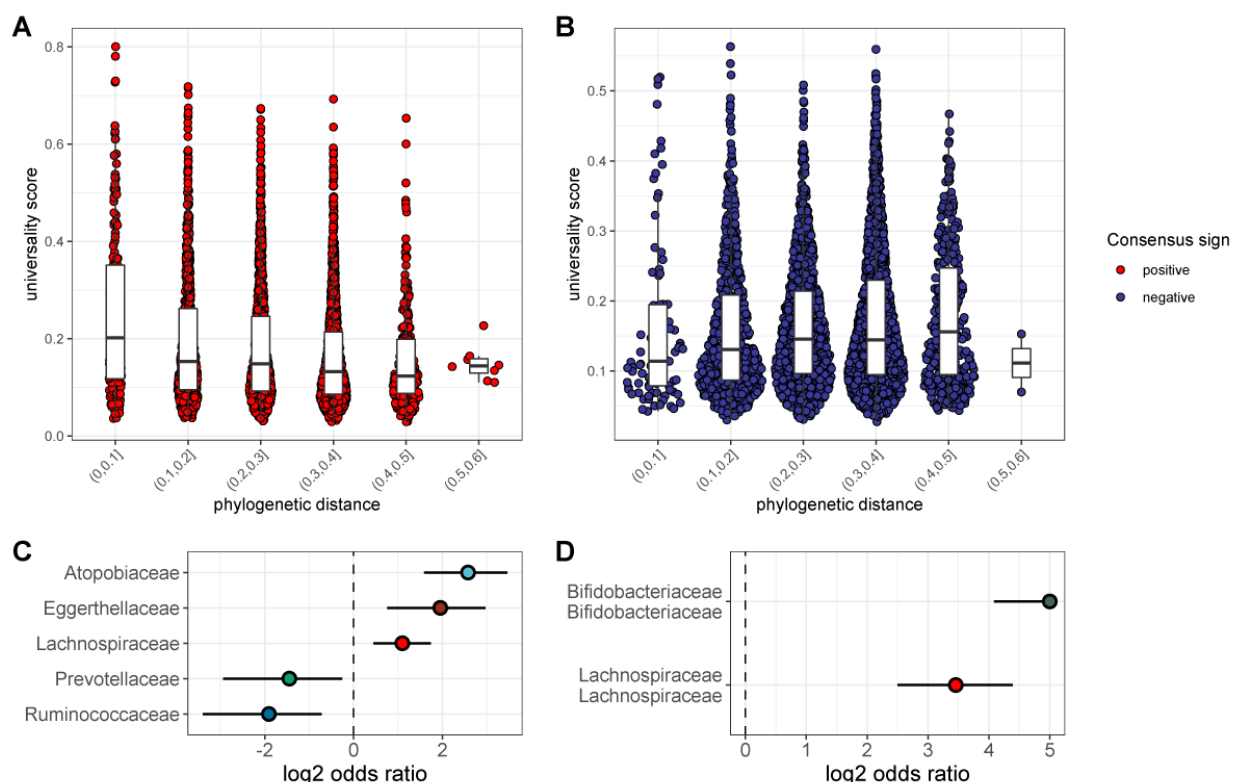 A
universality score
0.8
0.6
0.4
0.2
0.0
(0,0.1]
(0.1,0.2]
(0.2,0.3]
(0.3,0.4]
(0.4,0.5]
(0.5,0.6]
phylogenetic distance
B
universality score
0.5
0.4
0.3
0.2
0.1
(0,0.1]
(0.1,0.2]
(0.2,0.3]
(0.3,0.4]
(0.4,0.5]
(0.5,0.6]
phylogenetic distance
Consensus sign
positive
negative
C
Atopobiaceae
Eggerthellaceae
Lachnospiraceae
Prevotellaceae
Ruminococcaceae
-2
0
2
log2 odds ratio
D
Bifidobacteriaceae
Bifidobacteriaceae
Lachnospiraceae
Lachnospiraceae
0
1
2
3
4
5
log2 odds ratio